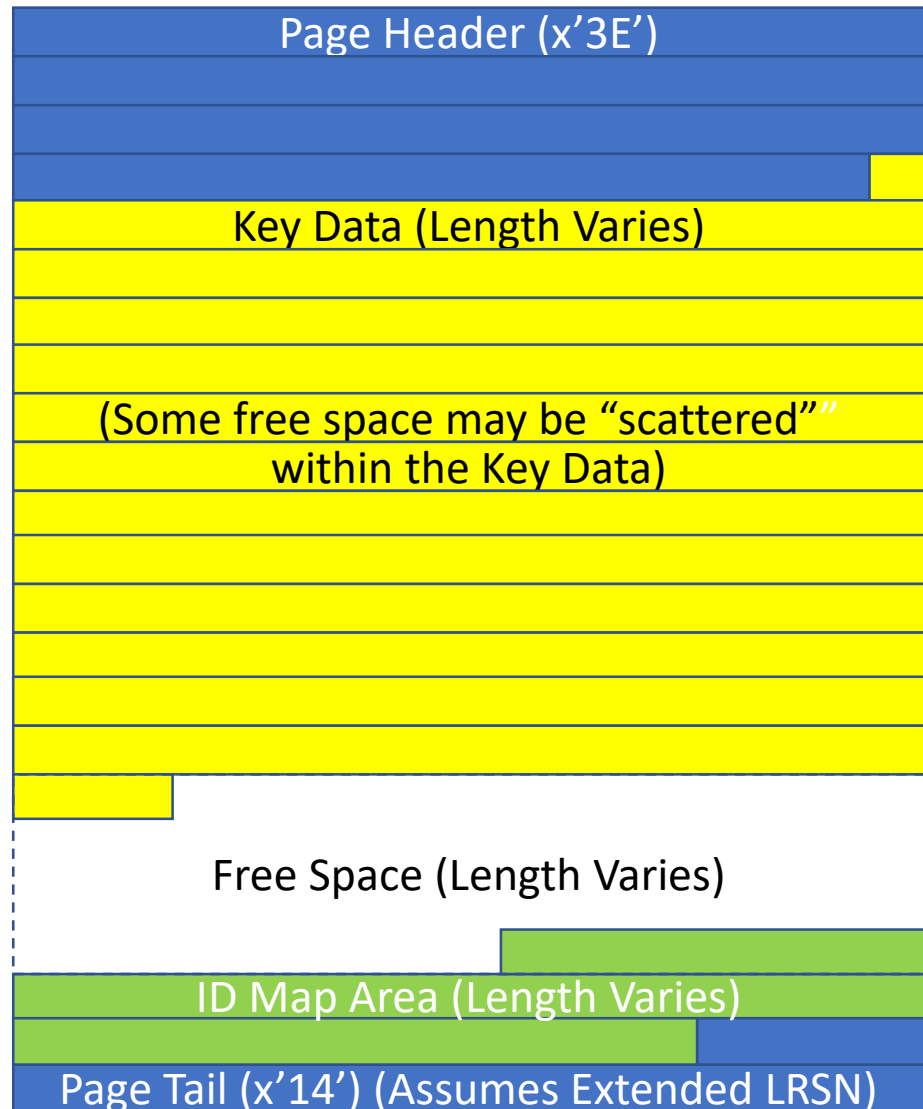 Page Header (x’3E’)
Key Data (Length Varies)
(Some free space may be “scattered””
within the Key Data)
Free Space (Length Varies)
ID Map Area (Length Varies)
Page Tail (x’14’) (Assumes Extended LRSN)